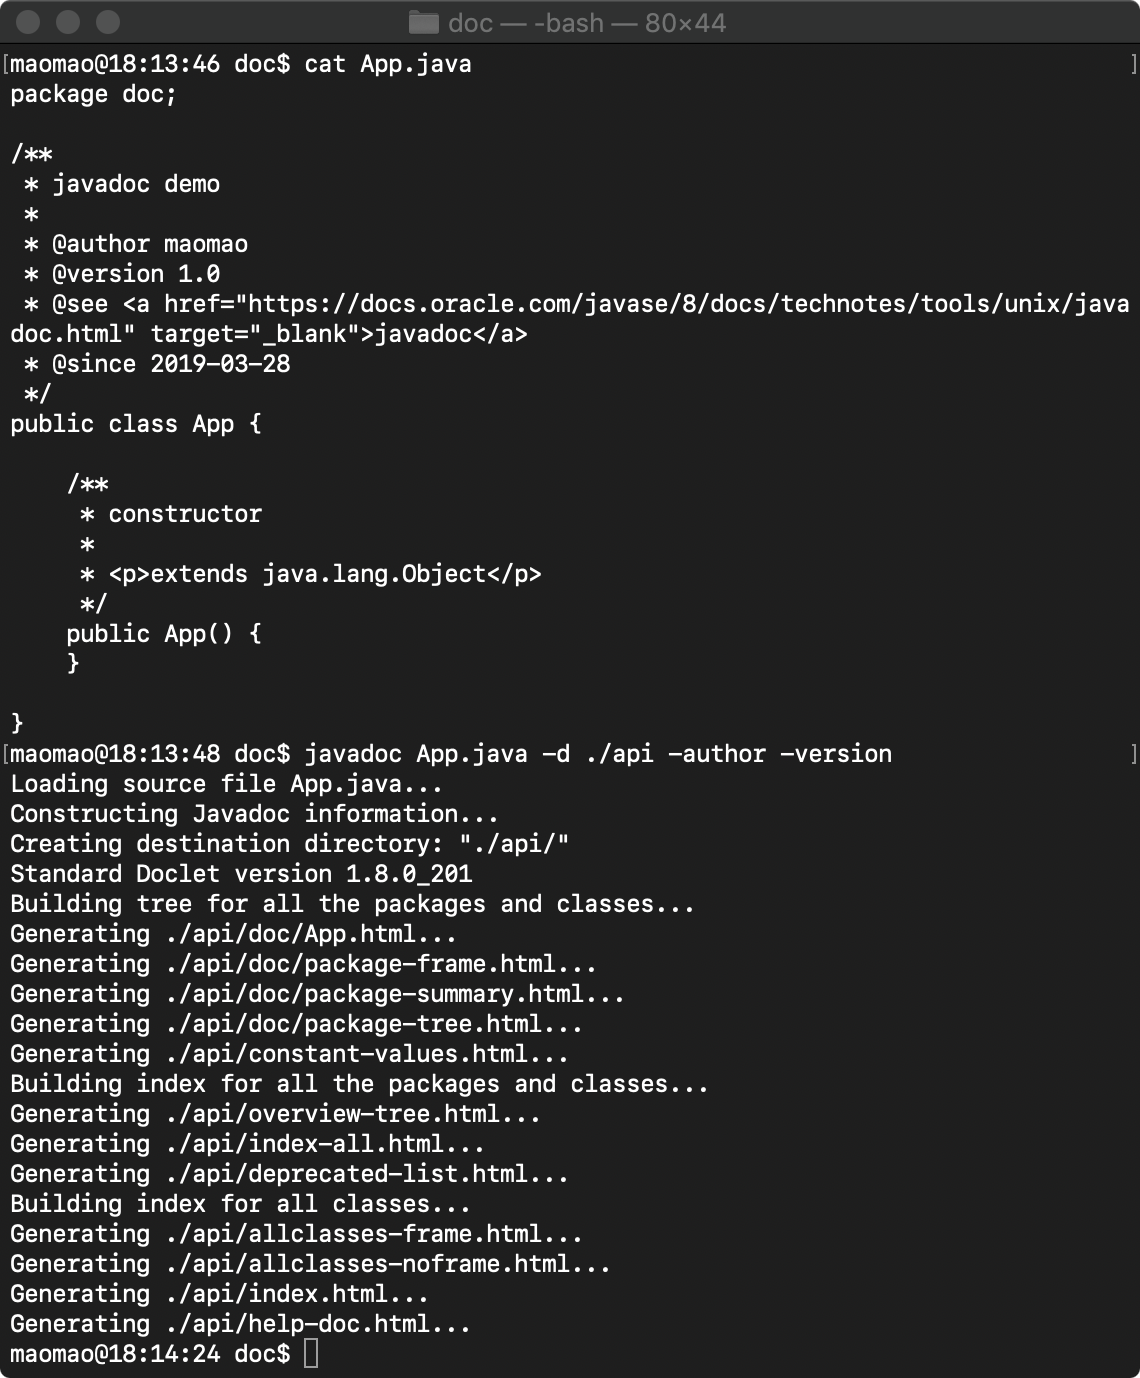 doc — -bash — 80×44
[maomao@18:13:46 doc$ cat App.java ]
package doc;
/**
 * javadoc demo
 *
 * @author maomao
 * @version 1.0
 * @see <a href="https://docs.oracle.com/javase/8/docs/technotes/tools/unix/java
doc.html" target="_blank">javadoc</a>
 * @since 2019-03-28
 */
public class App {
    /**
     * constructor
     *
     * <p>extends java.lang.Object</p>
     */
    public App() {
    }
}
[maomao@18:13:48 doc$ javadoc App.java -d ./api -author -version ]
Loading source file App.java...
Constructing Javadoc information...
Creating destination directory: "./api/"
Standard Doclet version 1.8.0_201
Building tree for all the packages and classes...
Generating ./api/doc/App.html...
Generating ./api/doc/package-frame.html...
Generating ./api/doc/package-summary.html...
Generating ./api/doc/package-tree.html...
Generating ./api/constant-values.html...
Building index for all the packages and classes...
Generating ./api/overview-tree.html...
Generating ./api/index-all.html...
Generating ./api/deprecated-list.html...
Building index for all classes...
Generating ./api/allclasses-frame.html...
Generating ./api/allclasses-noframe.html...
Generating ./api/index.html...
Generating ./api/help-doc.html...
maomao@18:14:24 doc$